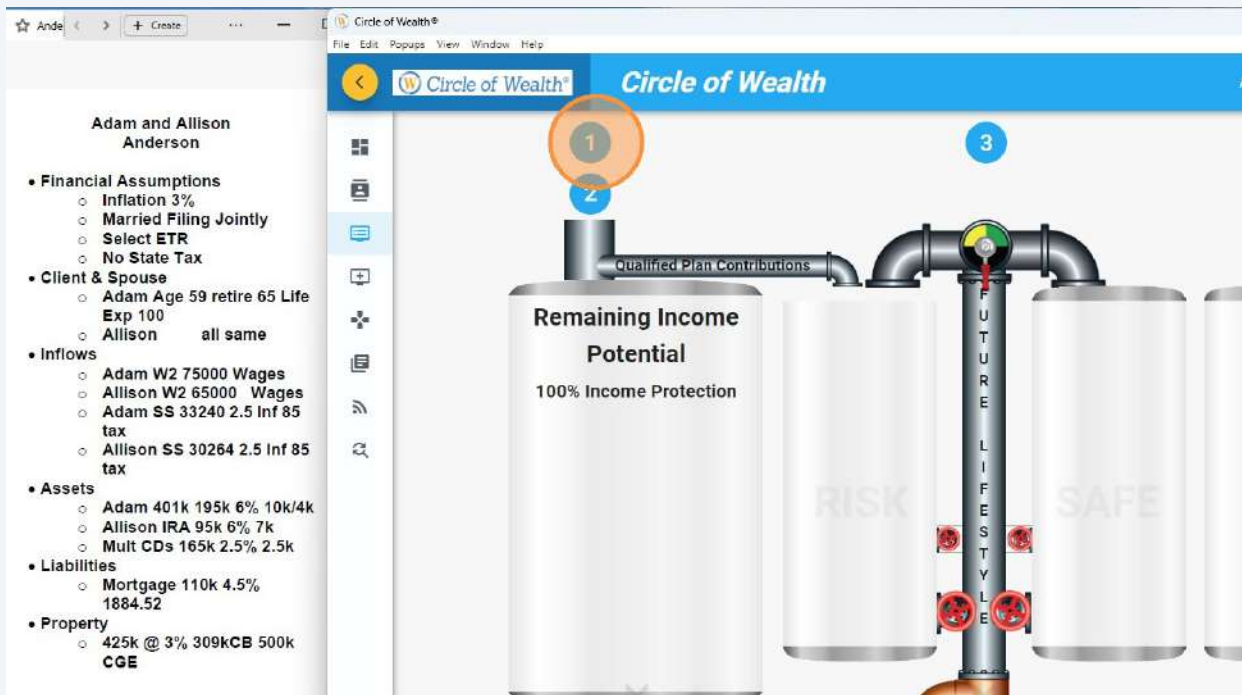 Ande
+ Create
...
Circle of Wealth®
File Edit Popups View Window Help
Circle of Wealth®
Circle of Wealth
Adam and Allison
Anderson
• Financial Assumptions
o Inflation 3%
o Married Filing Jointly
o Select ETR
o No State Tax
• Client & Spouse
o Adam Age 59 retire 65 Life
Exp 100
o Allison all same
• Inflows
o Adam W2 75000 Wages
o Allison W2 65000 Wages
o Adam SS 33240 2.5 Inf 85
tax
o Allison SS 30264 2.5 Inf 85
tax
• Assets
o Adam 401k 195k 6% 10k/4k
o Allison IRA 95k 6% 7k
o Mult CDs 165k 2.5% 2.5k
• Liabilities
o Mortgage 110k 4.5%
1884.52
• Property
o 425k @ 3% 309kCB 500k
CGE
1
2
3
Qualified Plan Contributions
Remaining Income
Potential
100% Income Protection
RISK
FUTURE LIFESTYLE
SAFE